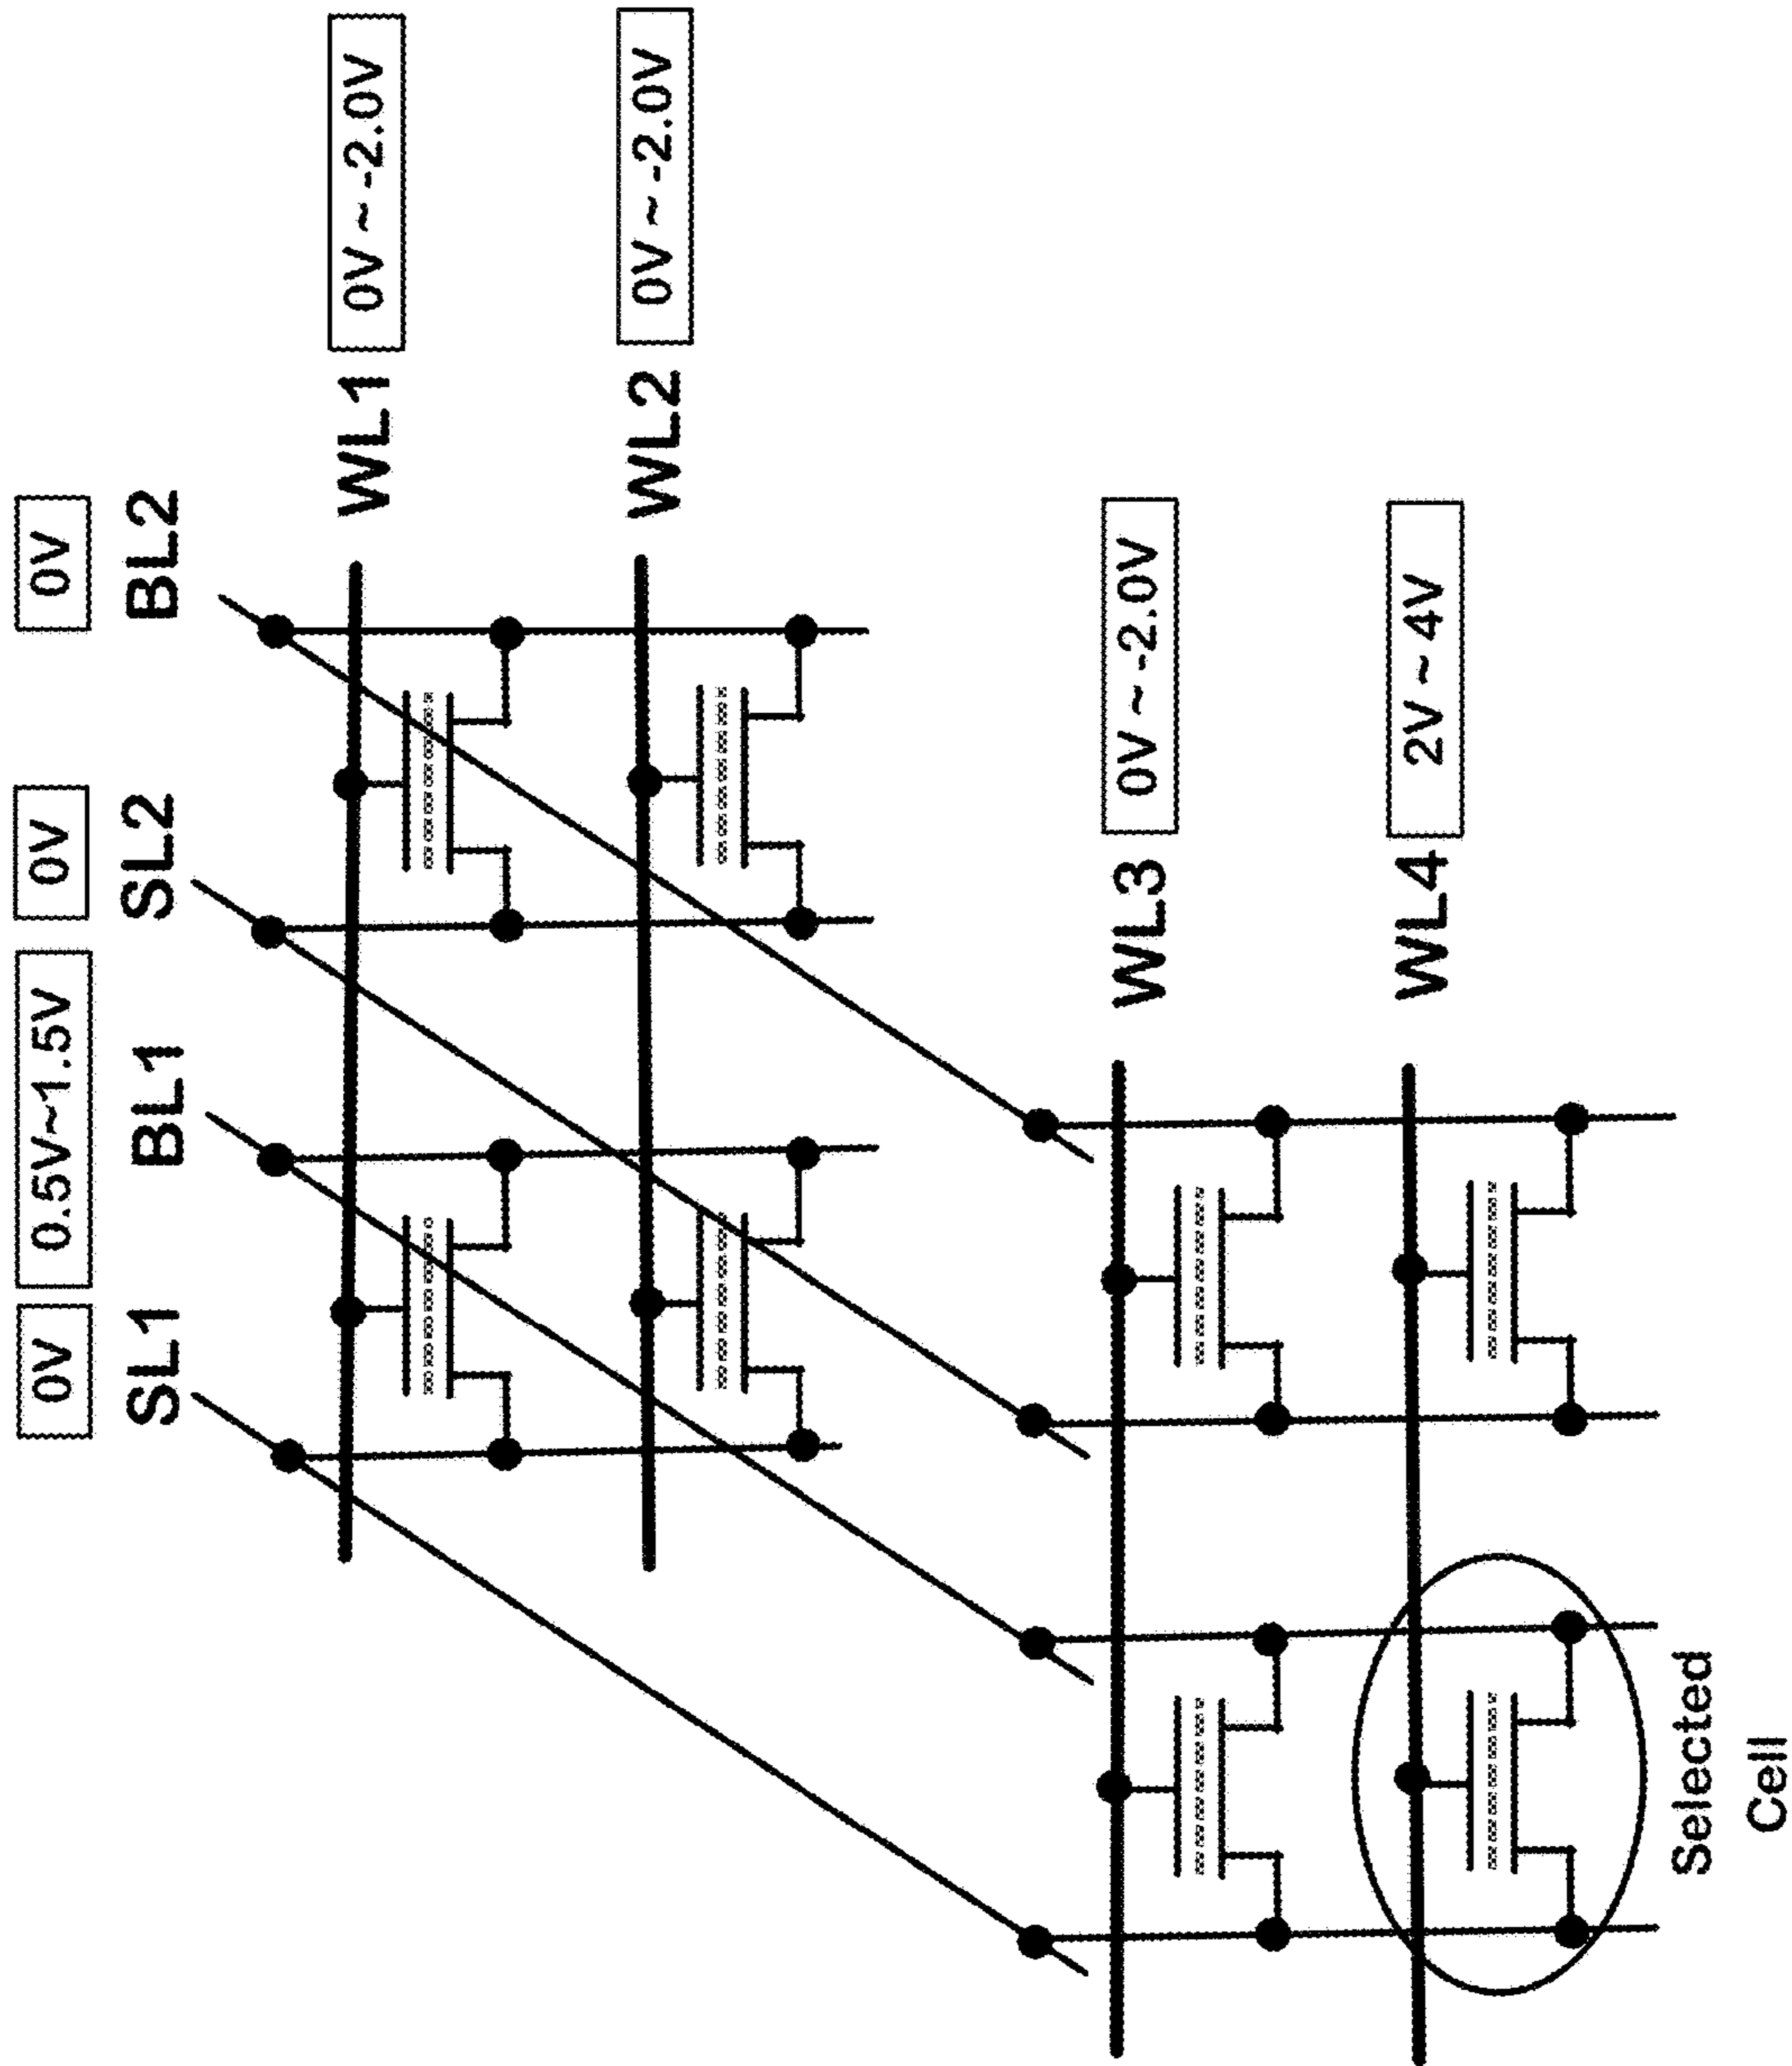 0V
0.5V~1.5V
0V
0V
SL1
BL1
SL2
BL2
WL1
0V ~ -2.0V
WL2
0V ~ -2.0V
WL3
0V ~ -2.0V
WL4
2V ~ 4V
Selected
Cell